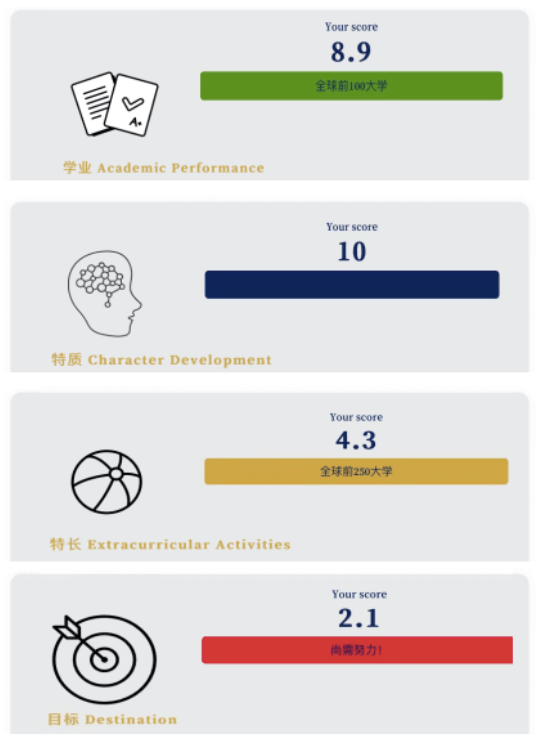 Your score
8.9
全球前100大学
A+
学业 Academic Performance
Your score
10
特质 Character Development
Your score
4.3
全球前250大学
特长 Extracurricular Activities
Your score
2.1
尚需努力!
目标 Destination